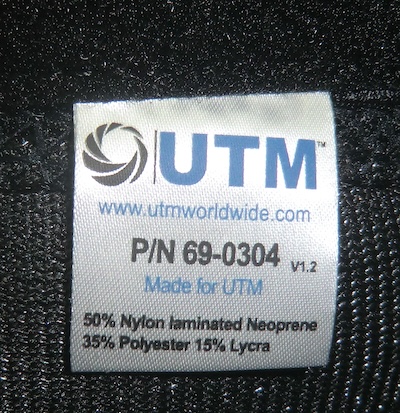 UTM™
www.utmworldwide.com
P/N 69-0304 V1.2
Made for UTM
50% Nylon laminated Neoprene
35% Polyester 15% Lycra